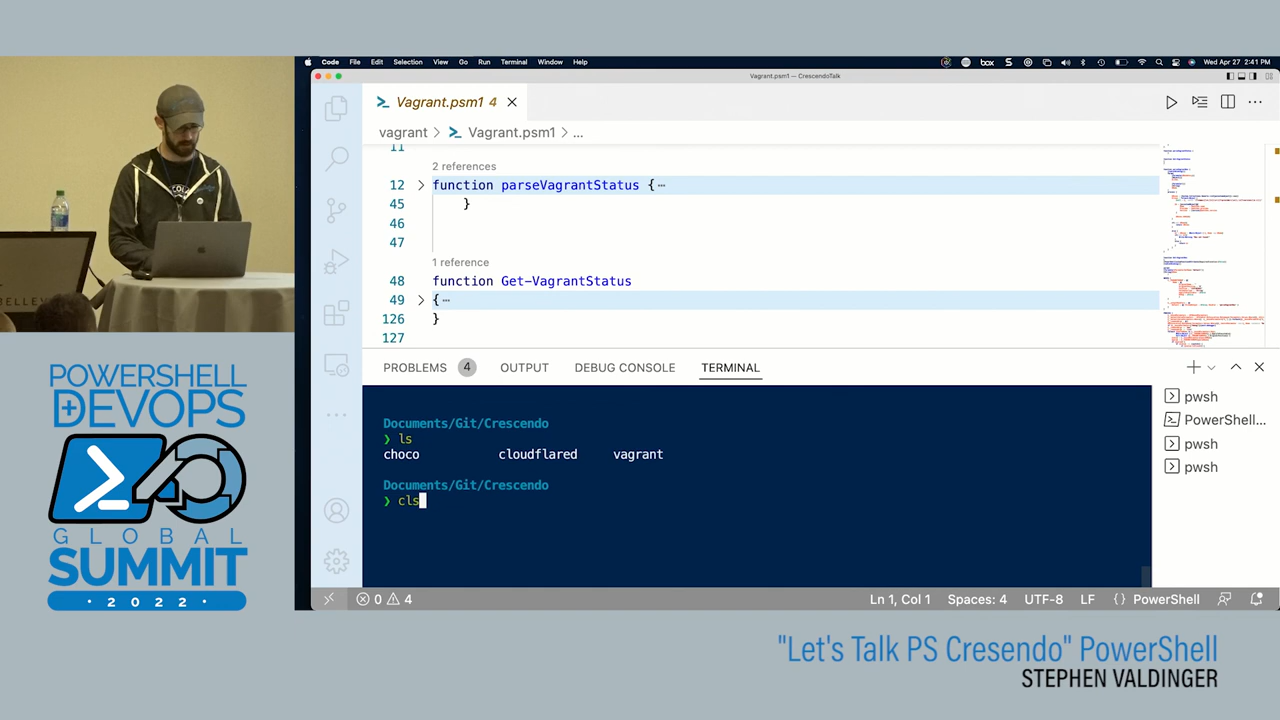 Code File Edit Selection View Go Run Terminal Window Help
box S Wed Apr 27 2:41 PM
Vagrant.psm1 — CrescendoTalk
Vagrant.psm1 4
vagrant > Vagrant.psm1 > ...
11
2 references
12 function parseVagrantStatus { ...
45 }
46
47
1 reference
48 function Get-VagrantStatus
49 { ...
126 }
127
PROBLEMS 4 OUTPUT DEBUG CONSOLE TERMINAL
Documents/Git/Crescendo
❯ ls
choco cloudflared vagrant
Documents/Git/Crescendo
❯ cls
pwsh
PowerShell...
pwsh
pwsh
0 4 Ln 1, Col 1 Spaces: 4 UTF-8 LF {} PowerShell
BELLEV
POWERSHELL
DEVOPS
GLOBAL
SUMMIT
· 2 0 2 2 ·
"Let's Talk PS Cresendo" PowerShell
STEPHEN VALDINGER